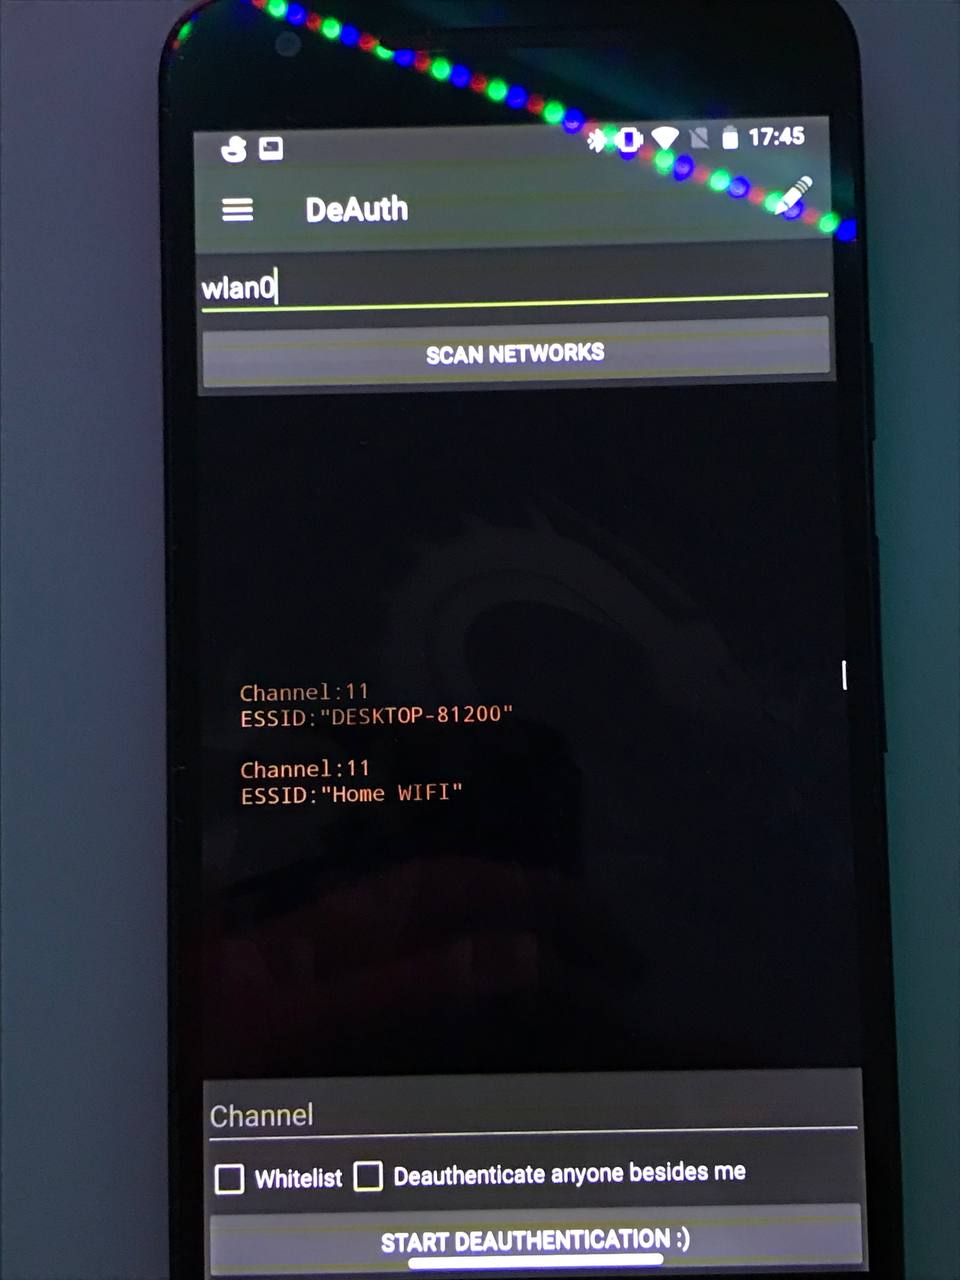 17:45
DeAuth
wlan0
SCAN NETWORKS
Channel:11
ESSID:"DESKTOP-81200"
Channel:11
ESSID:"Home WIFI"
Channel
Whitelist Deauthenticate anyone besides me
START DEAUTHENTICATION :)